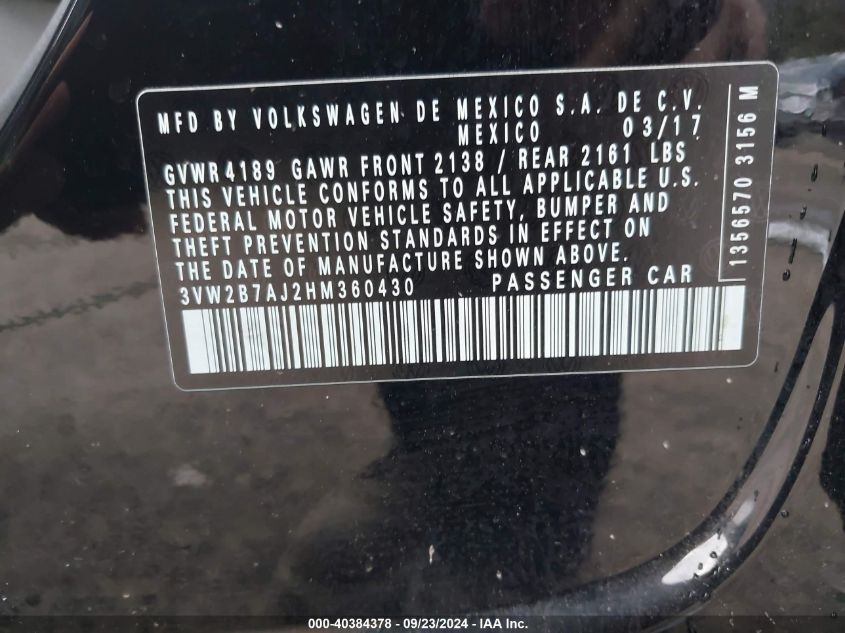 MFD BY VOLKSWAGEN DE MEXICO S.A. DE C.V.
MEXICO 03/17
GVWR 4189 GAWR FRONT 2138 / REAR 2161 LBS
THIS VEHICLE CONFORMS TO ALL APPLICABLE U.S.
FEDERAL MOTOR VEHICLE SAFETY, BUMPER AND
THEFT PREVENTION STANDARDS IN EFFECT ON
THE DATE OF MANUFACTURE SHOWN ABOVE.
3VW2B7AJ2HM360430 PASSENGER CAR
1356570 3156 M
000-40384378 - 09/23/2024 - IAA Inc.